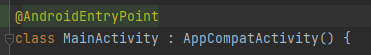 @AndroidEntryPoint
class MainActivity : AppCompatActivity() {